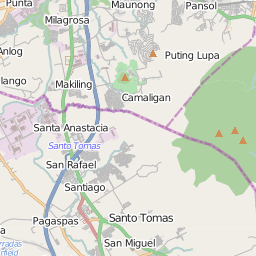 Punta
Maunong
Pansol
Milagrosa
Anlog
Puting Lupa
lango
Makiling
Camaligan
Santa Anastacia
Santo Tomas
San Rafael
Santiago
Pagaspas
Santo Tomas
San Miguel